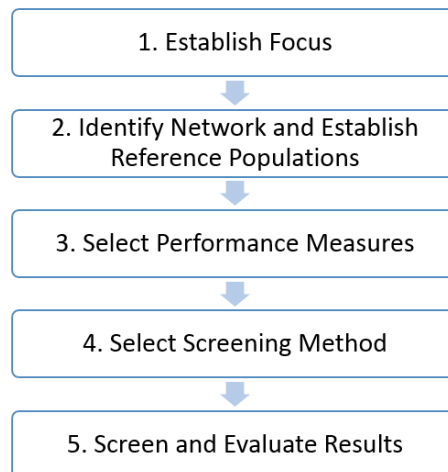 1. Establish Focus
2. Identify Network and Establish
Reference Populations
3. Select Performance Measures
4. Select Screening Method
5. Screen and Evaluate Results